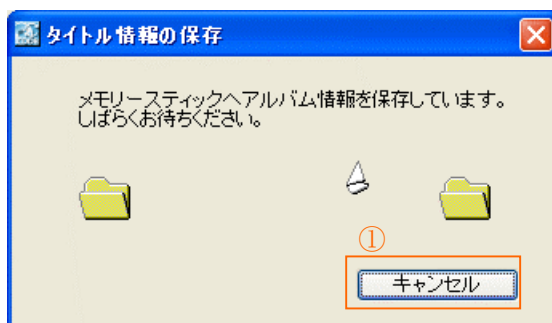 タイトル情報の保存
メモリースティックへアルバム情報を保存しています。
しばらくお待ちください。
①
キャンセル